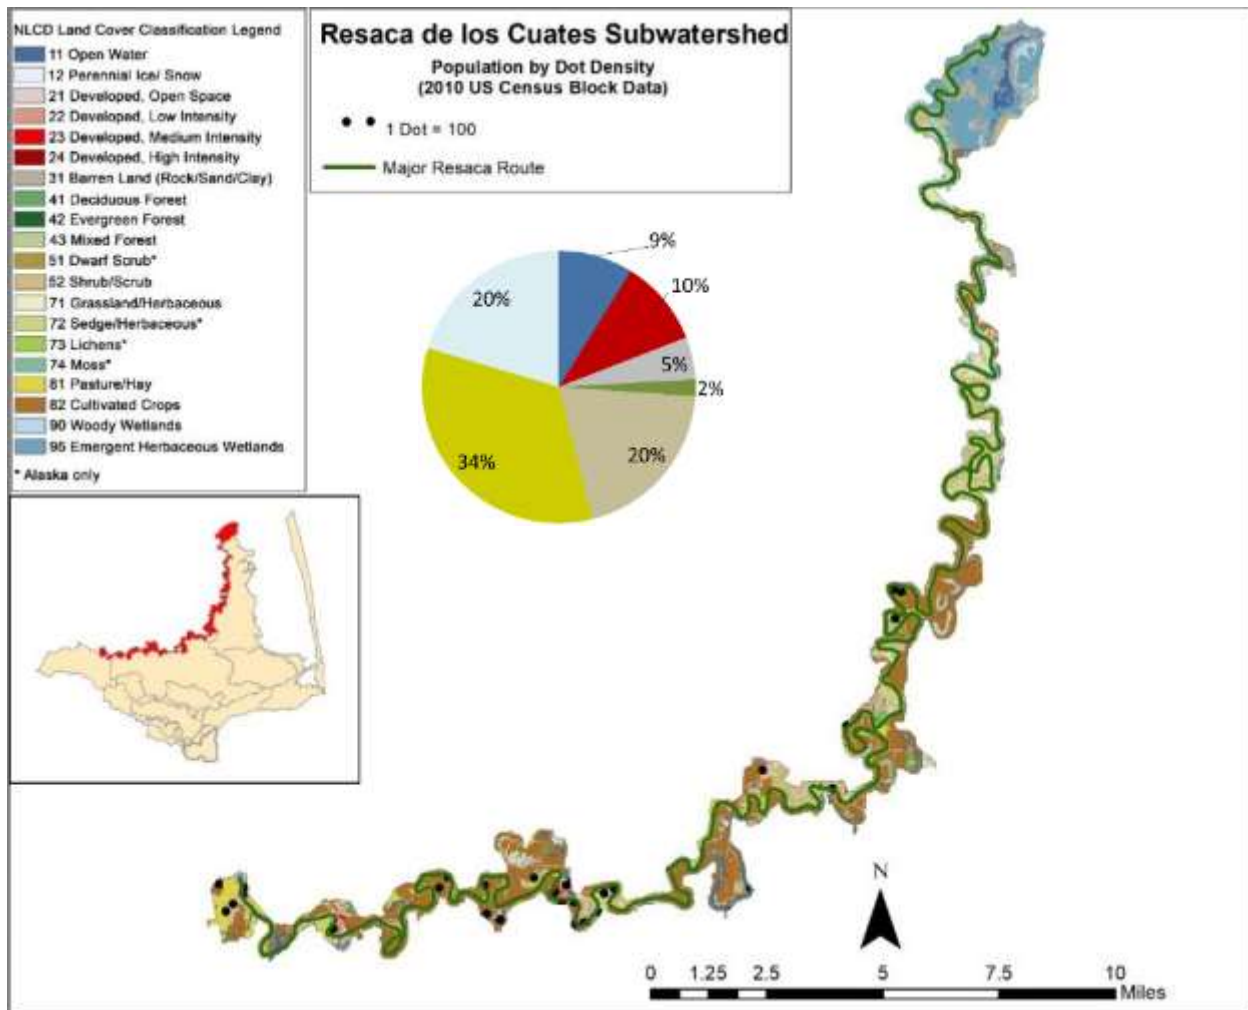 NLCD Land Cover Classification Legend
11 Open Water
12 Perennial Ice/ Snow
21 Developed, Open Space
22 Developed, Low Intensity
23 Developed, Medium Intensity
24 Developed, High Intensity
31 Barren Land (Rock/Sand/Clay)
41 Deciduous Forest
42 Evergreen Forest
43 Mixed Forest
51 Dwarf Scrub*
52 Shrub/Scrub
71 Grassland/Herbaceous
72 Sedge/Herbaceous*
73 Lichens*
74 Moss*
81 Pasture/Hay
82 Cultivated Crops
90 Woody Wetlands
95 Emergent Herbaceous Wetlands
* Alaska only
Resaca de los Cuates Subwatershed
Population by Dot Density
(2010 US Census Block Data)
1 Dot = 100
Major Resaca Route
9%
10%
5%
2%
20%
34%
20%
N
0 1.25 2.5 5 7.5 10
Miles